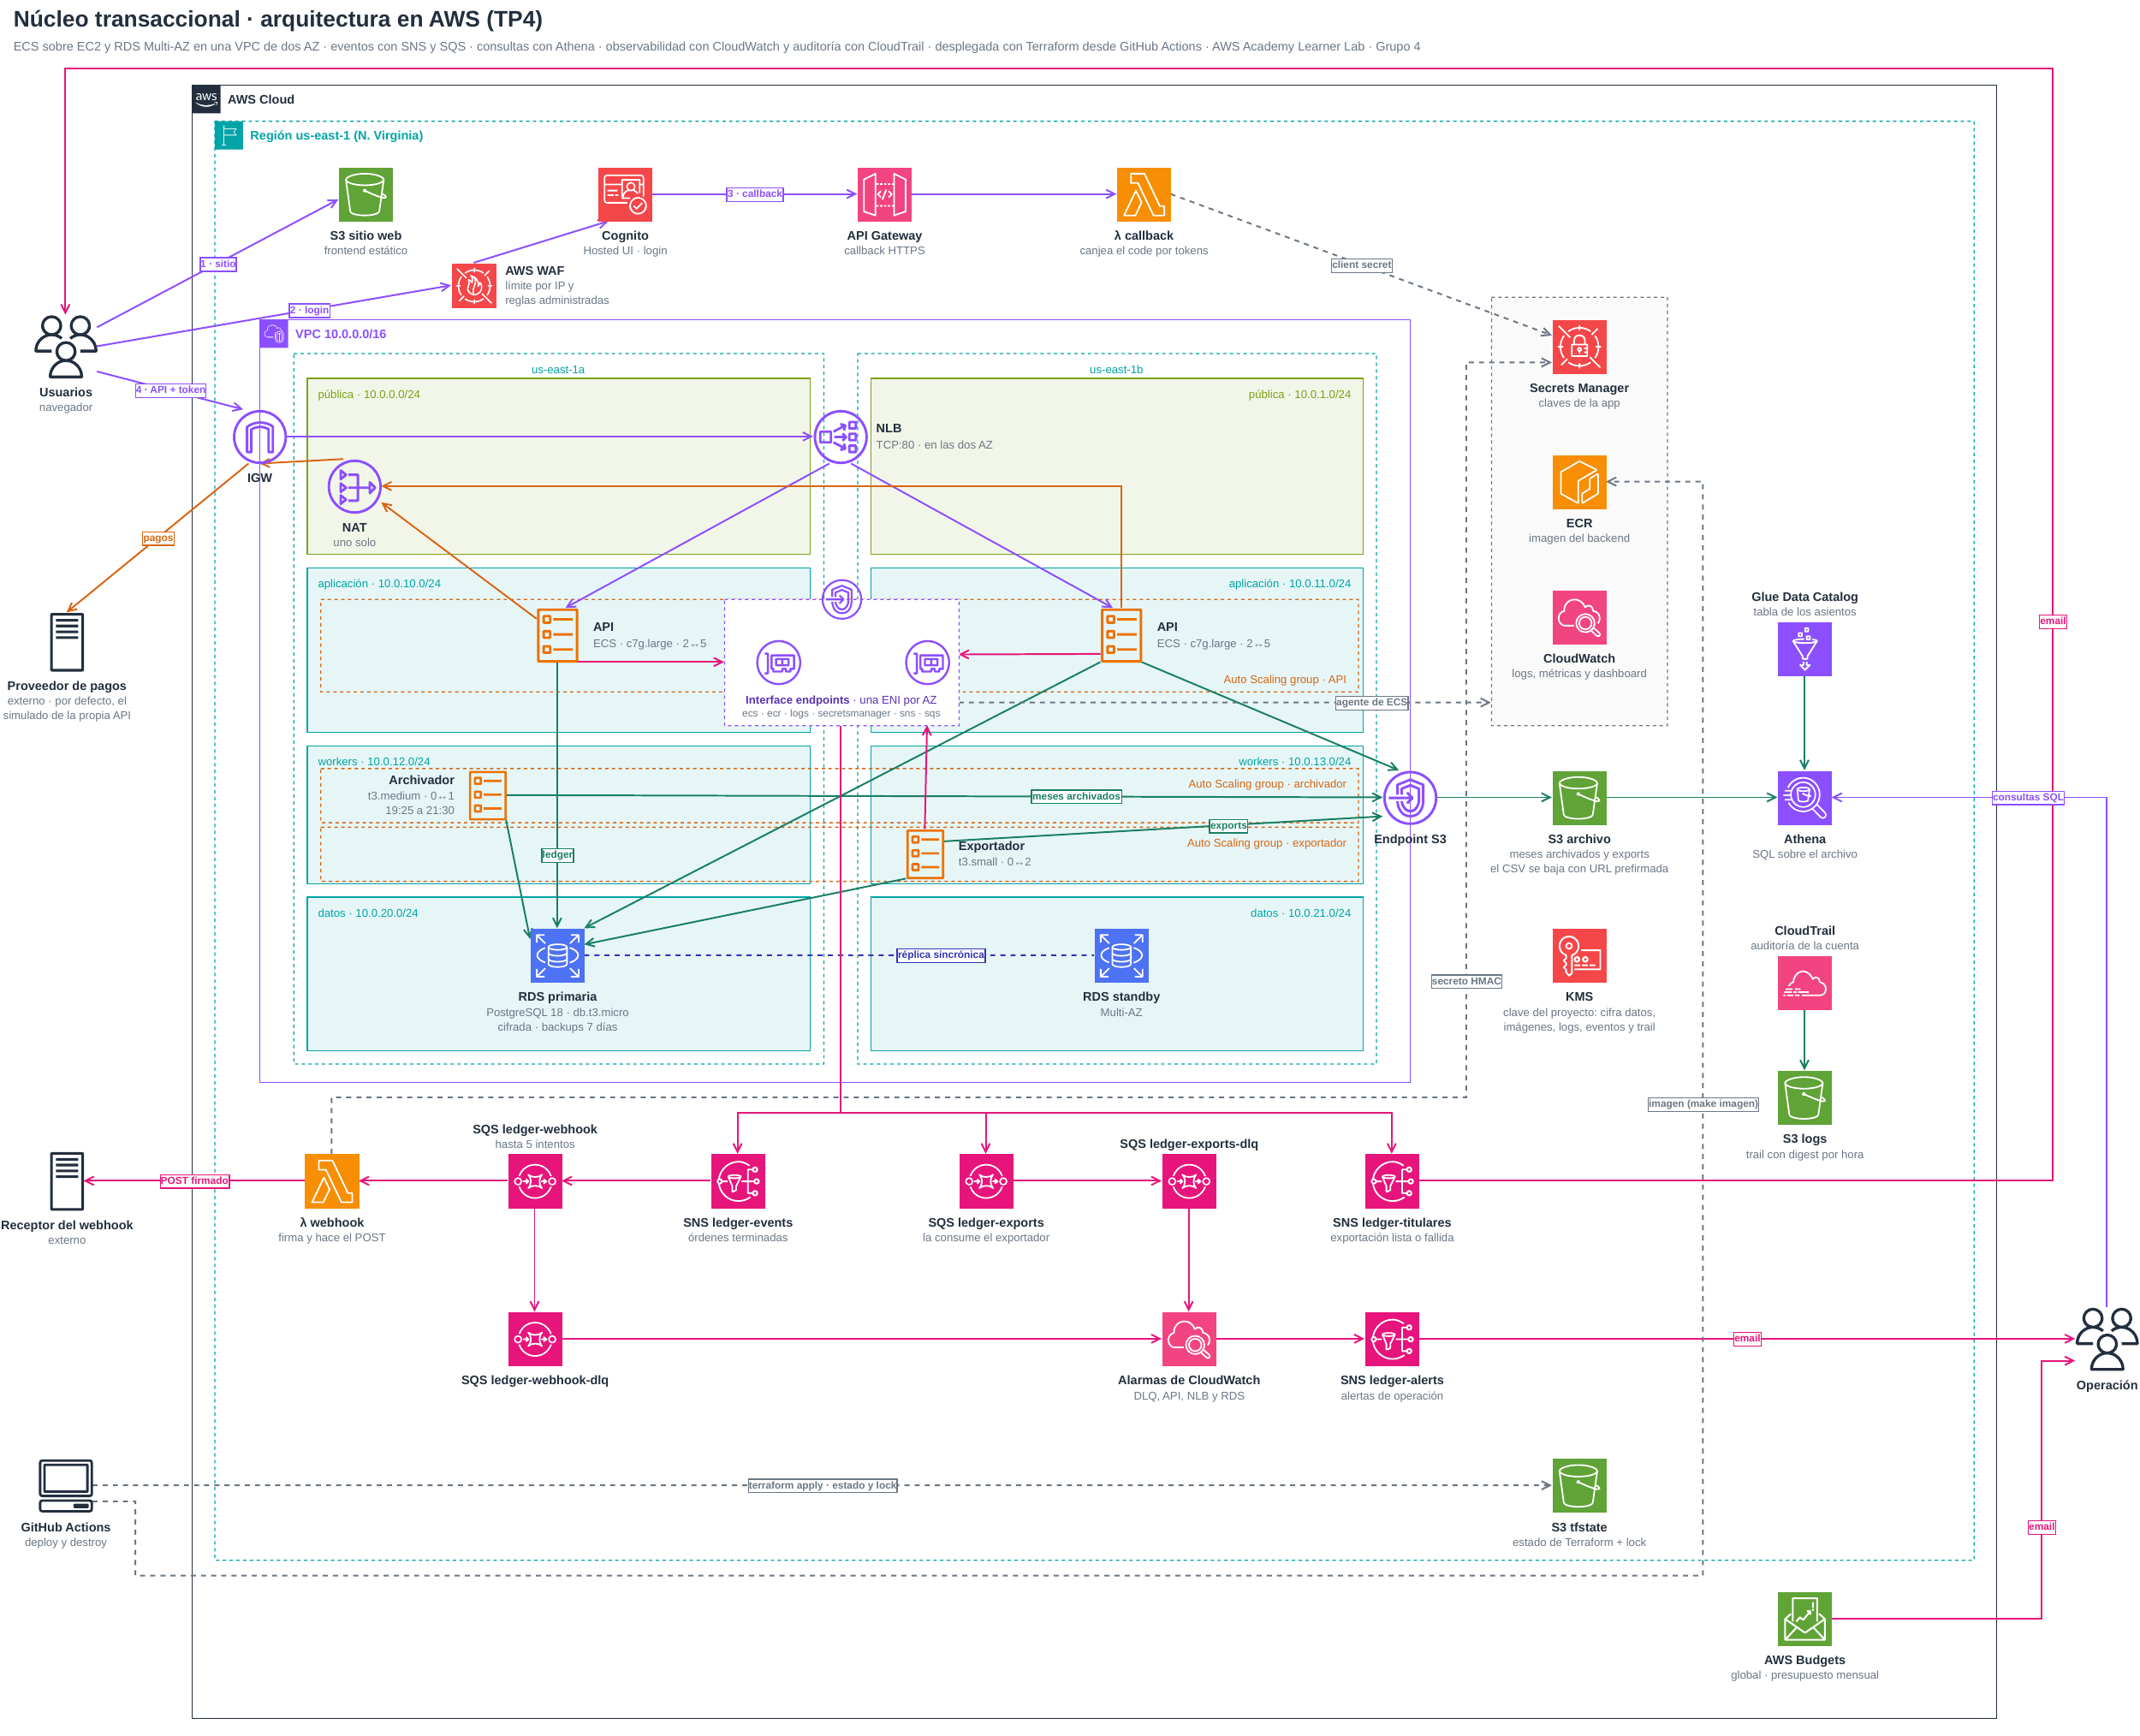 Núcleo transaccional · arquitectura en AWS (TP4)
ECS sobre EC2 y RDS Multi-AZ en una VPC de dos AZ · eventos con SNS y SQS · consultas con Athena · observabilidad con CloudWatch y auditoría con CloudTrail · desplegada con Terraform desde GitHub Actions · AWS Academy Learner Lab · Grupo 4
aws
AWS Cloud
Región us-east-1 (N. Virginia)
S3 sitio web
frontend estático
Cognito
Hosted UI · login
3 · callback
API Gateway
callback HTTPS
λ callback
canjea el code por tokens
1 · sitio
client secret
AWS WAF
límite por IP y
reglas administradas
2 · login
Usuarios
navegador
4 · API + token
VPC 10.0.0.0/16
us-east-1a
us-east-1b
pública · 10.0.0.0/24
pública · 10.0.1.0/24
IGW
NLB
TCP:80 · en las dos AZ
NAT
uno solo
pagos
Secrets Manager
claves de la app
ECR
imagen del backend
CloudWatch
logs, métricas y dashboard
Glue Data Catalog
tabla de los asientos
email
aplicación · 10.0.10.0/24
aplicación · 10.0.11.0/24
API
ECS · c7g.large · 2↔5
API
ECS · c7g.large · 2↔5
Auto Scaling group · API
Interface endpoints · una ENI por AZ
ecs · ecr · logs · secretsmanager · sns · sqs
agente de ECS
Proveedor de pagos
externo · por defecto, el
simulado de la propia API
workers · 10.0.12.0/24
workers · 10.0.13.0/24
Archivador
t3.medium · 0↔1
19:25 a 21:30
Auto Scaling group · archivador
meses archivados
exports
ledger
Exportador
t3.small · 0↔2
Auto Scaling group · exportador
Endpoint S3
S3 archivo
meses archivados y exports
el CSV se baja con URL prefirmada
Athena
SQL sobre el archivo
consultas SQL
datos · 10.0.20.0/24
datos · 10.0.21.0/24
réplica sincrónica
RDS primaria
PostgreSQL 18 · db.t3.micro
cifrada · backups 7 días
RDS standby
Multi-AZ
secreto HMAC
KMS
clave del proyecto: cifra datos,
imágenes, logs, eventos y trail
CloudTrail
auditoría de la cuenta
imagen (make imagen)
S3 logs
trail con digest por hora
SQS ledger-webhook
hasta 5 intentos
SQS ledger-exports-dlq
POST firmado
Receptor del webhook
externo
λ webhook
firma y hace el POST
SNS ledger-events
órdenes terminadas
SQS ledger-exports
la consume el exportador
SNS ledger-titulares
exportación lista o fallida
SQS ledger-webhook-dlq
Alarmas de CloudWatch
DLQ, API, NLB y RDS
SNS ledger-alerts
alertas de operación
email
Operación
GitHub Actions
deploy y destroy
terraform apply · estado y lock
S3 tfstate
estado de Terraform + lock
email
AWS Budgets
global · presupuesto mensual